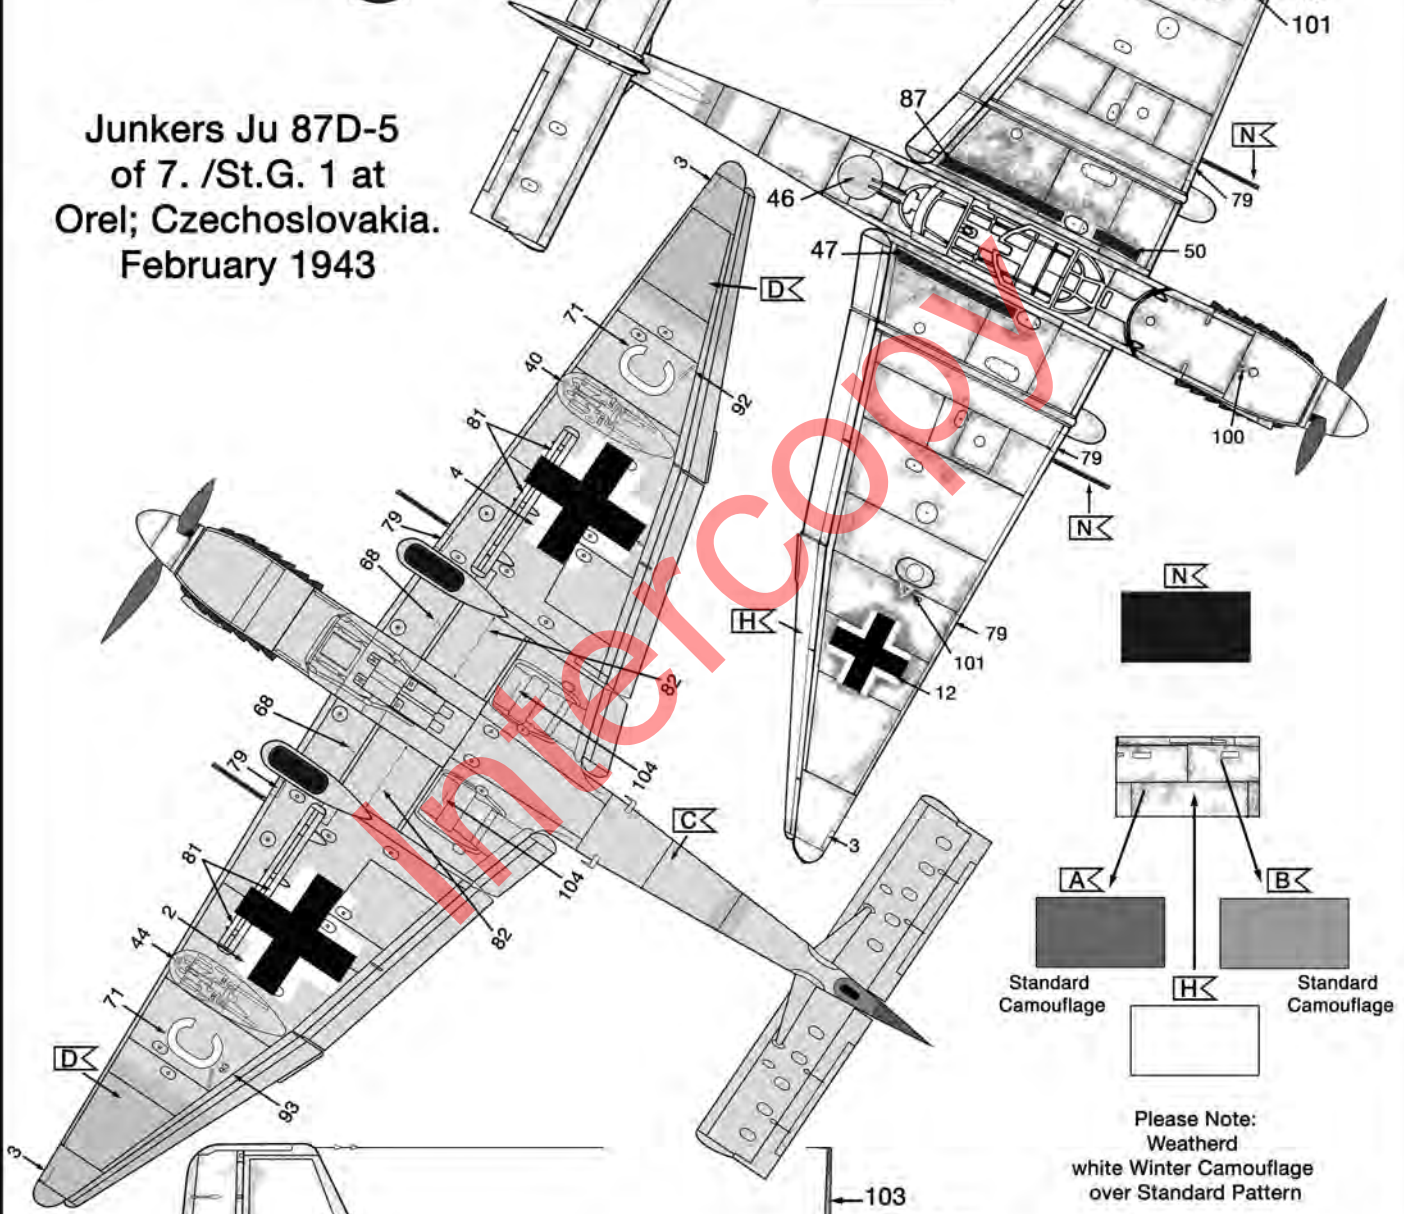 Junkers Ju 87D-5
of 7. /St.G. 1 at
Orel; Czechoslovakia.
February 1943
101
87
N
79
46
3
50
47
D
71
40
92
81
4
79
68
100
79
N
N
H
79
101
12
82
68
79
104
C
3
81
2
44
82
104
A
B
Standard
Camouflage
Standard
Camouflage
H
71
D
93
3
Please Note:
Weatherd
white Winter Camouflage
over Standard Pattern
103
C
C
Intercopy